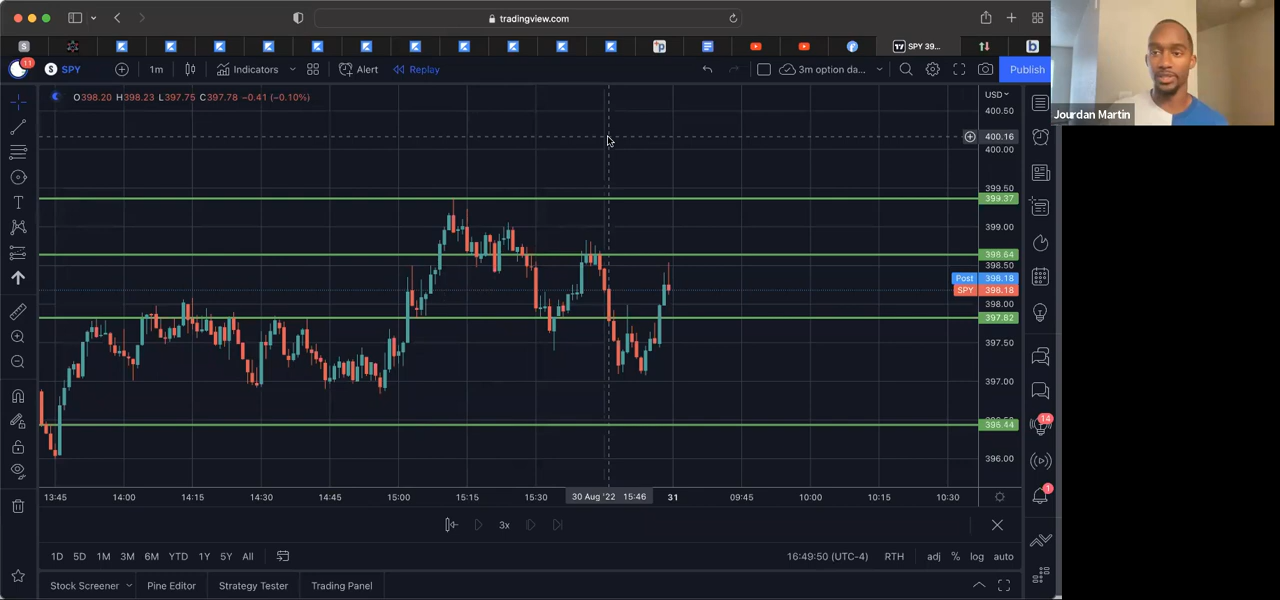 tradingview.com
SPY 39...
11
S SPY
1m
Indicators
Alert
Replay
3m option da...
Publish
Jourdan Martin
O398.20 H398.23 L397.75 C397.78 −0.41 (−0.10%)
USD
400.50
400.16
400.00
399.50
399.37
399.00
398.64
398.50
Post 398.18
SPY 398.18
398.00
397.82
397.50
397.00
396.44
396.00
14
1
13:45 14:00 14:15 14:30 14:45 15:00 15:15 15:30 30 Aug '22 15:46 31 09:45 10:00 10:15 10:30
3x
1D 5D 1M 3M 6M YTD 1Y 5Y All
16:49:50 (UTC-4) RTH adj % log auto
Stock Screener Pine Editor Strategy Tester Trading Panel